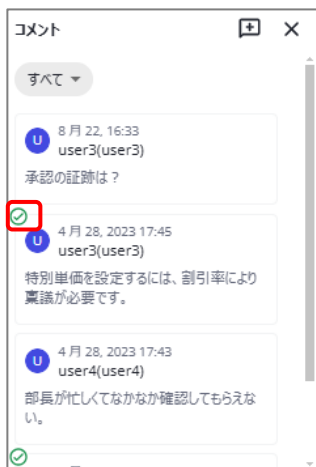 コメント
すべて
U
8月 22, 16:33
user3(user3)
承認の証跡は？
U
4月 28, 2023 17:45
user3(user3)
特別単価を設定するには、割引率により
稟議が必要です。
U
4月 28, 2023 17:43
user4(user4)
部長が忙しくてなかなか確認してもらえな
い。